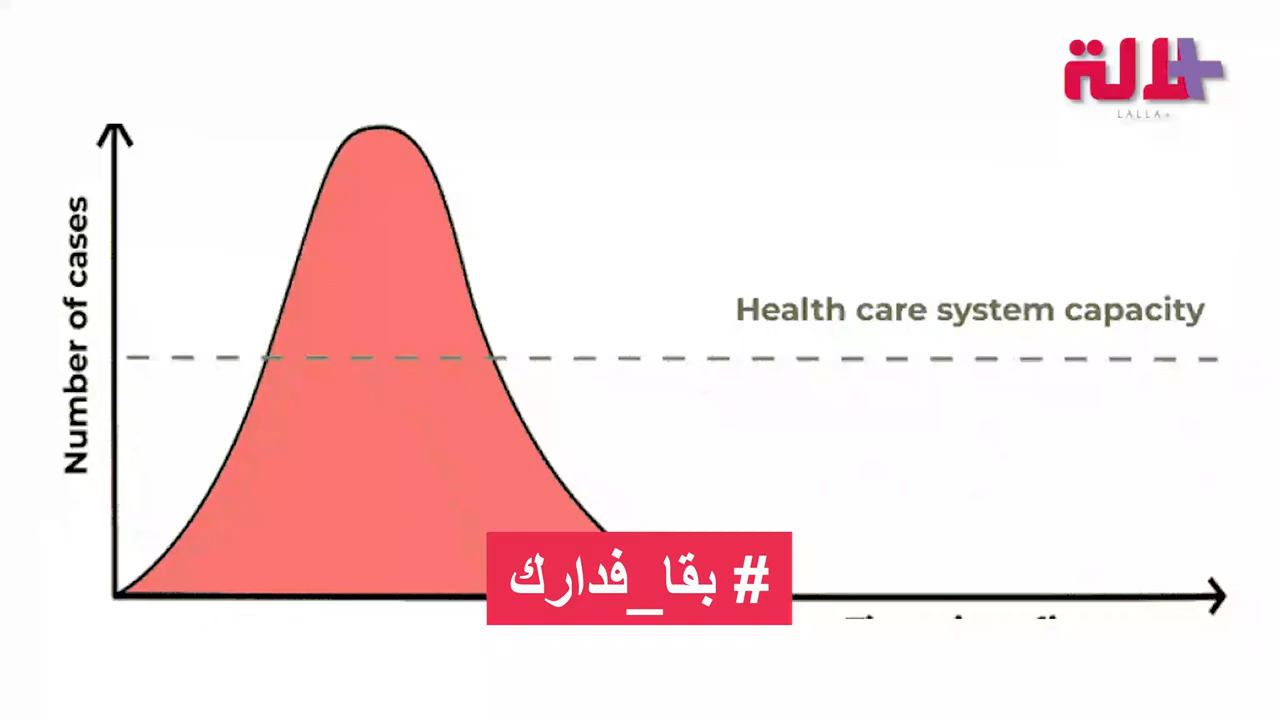 لالة+
LALLA+
Number of cases
Health care system capacity
# بقا_فدارك